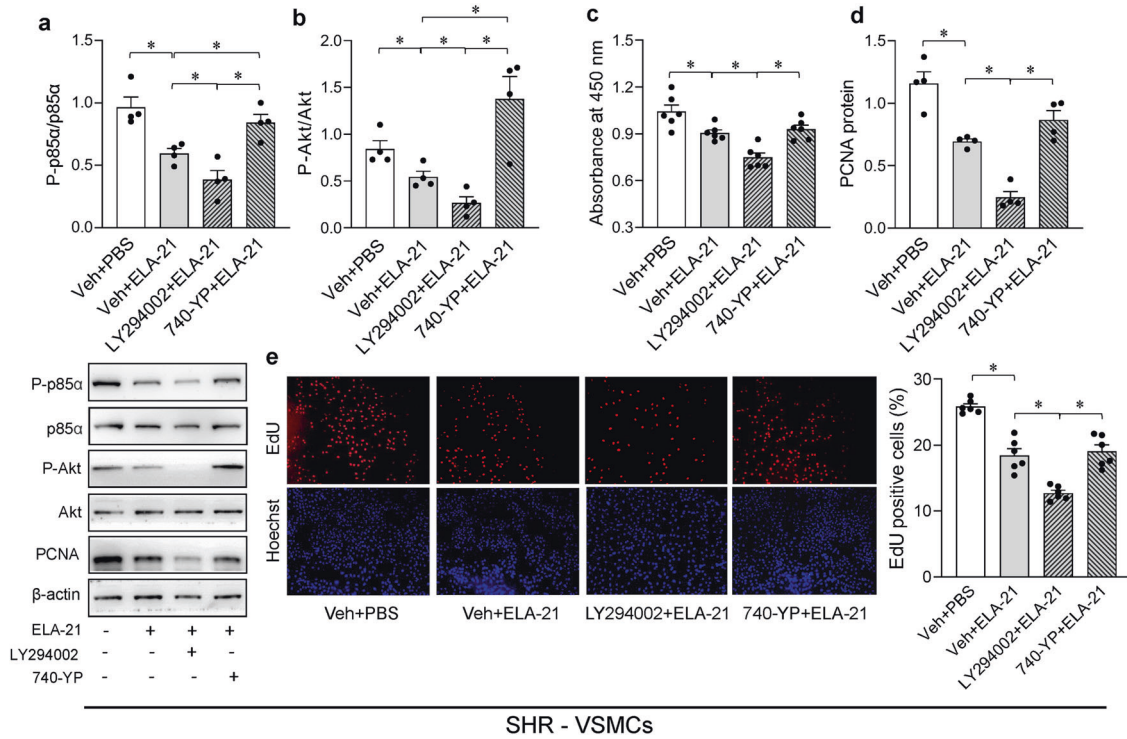 a
P-p85α/p85α
1.5
1.0
0.5
0.0
* * * *
Veh+PBS
Veh+ELA-21
LY294002+ELA-21
740-YP+ELA-21
b
P-Akt/Akt
2.0
1.5
1.0
0.5
0.0
* * * *
Veh+PBS
Veh+ELA-21
LY294002+ELA-21
740-YP+ELA-21
c
Absorbance at 450 nm
1.5
1.2
0.9
0.6
0.3
* * *
Veh+PBS
Veh+ELA-21
LY294002+ELA-21
740-YP+ELA-21
d
PCNA protein
1.5
1.0
0.5
0.0
* * *
Veh+PBS
Veh+ELA-21
LY294002+ELA-21
740-YP+ELA-21
P-p85α
p85α
P-Akt
Akt
PCNA
β-actin
ELA-21 - + + +
LY294002 - - + -
740-YP - - - +
e
EdU
Hoechst
Veh+PBS Veh+ELA-21 LY294002+ELA-21 740-YP+ELA-21
EdU positive cells (%)
30
20
10
0
* * *
Veh+PBS
Veh+ELA-21
LY294002+ELA-21
740-YP+ELA-21
SHR - VSMCs